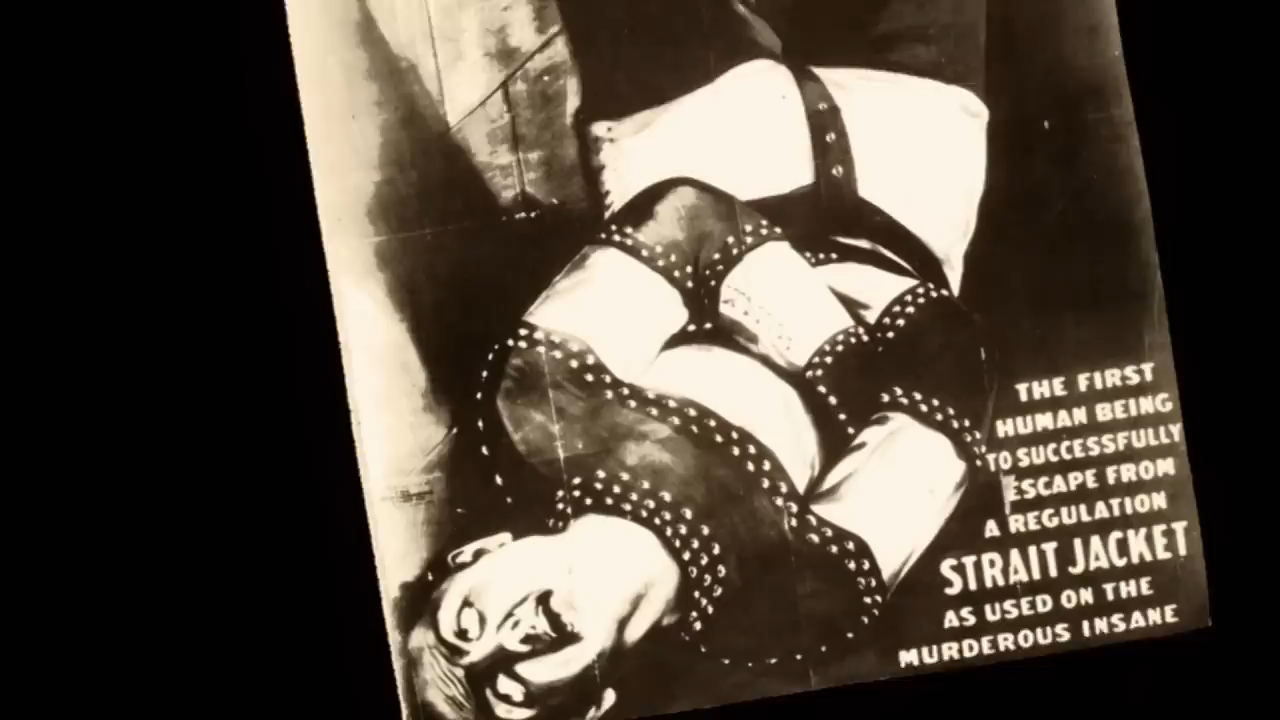 THE FIRST
HUMAN BEING
TO SUCCESSFULLY
ESCAPE FROM
A REGULATION
STRAIT JACKET
AS USED ON THE
MURDEROUS INSANE